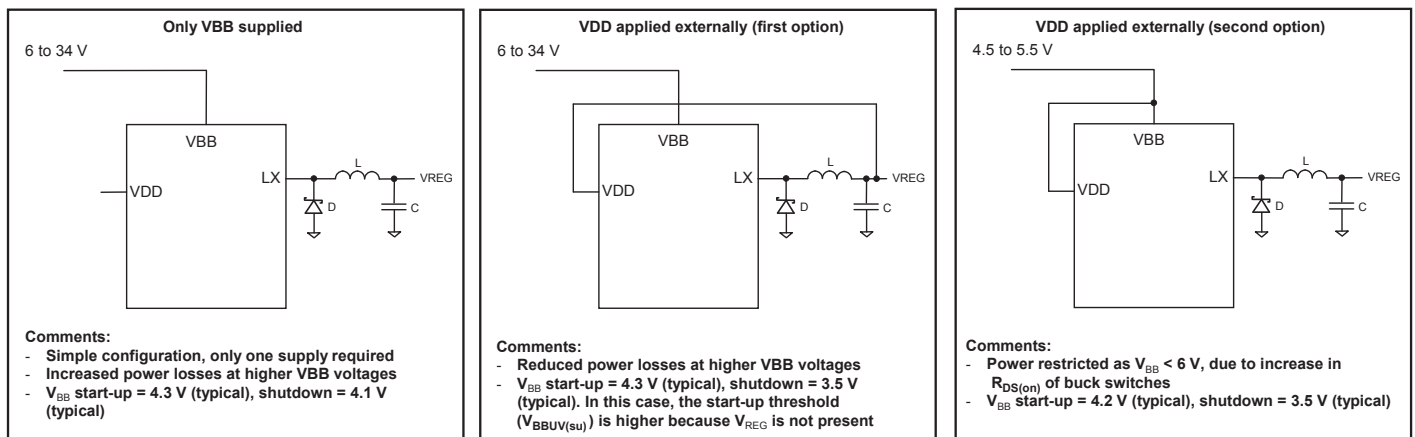 Only VBB supplied
6 to 34 V
VBB
VDD
LX
L
VREG
D
C
Comments:
- Simple configuration, only one supply required
- Increased power losses at higher VBB voltages
- VBB start-up = 4.3 V (typical), shutdown = 4.1 V
(typical)
VDD applied externally (first option)
6 to 34 V
VBB
VDD
LX
L
VREG
D
C
Comments:
- Reduced power losses at higher VBB voltages
- VBB start-up = 4.3 V (typical), shutdown = 3.5 V
(typical). In this case, the start-up threshold
(VBBUV(su)) is higher because VREG is not present
VDD applied externally (second option)
4.5 to 5.5 V
VBB
VDD
LX
L
VREG
D
C
Comments:
- Power restricted as VBB < 6 V, due to increase in
RDS(on) of buck switches
- VBB start-up = 4.2 V (typical), shutdown = 3.5 V (typical)